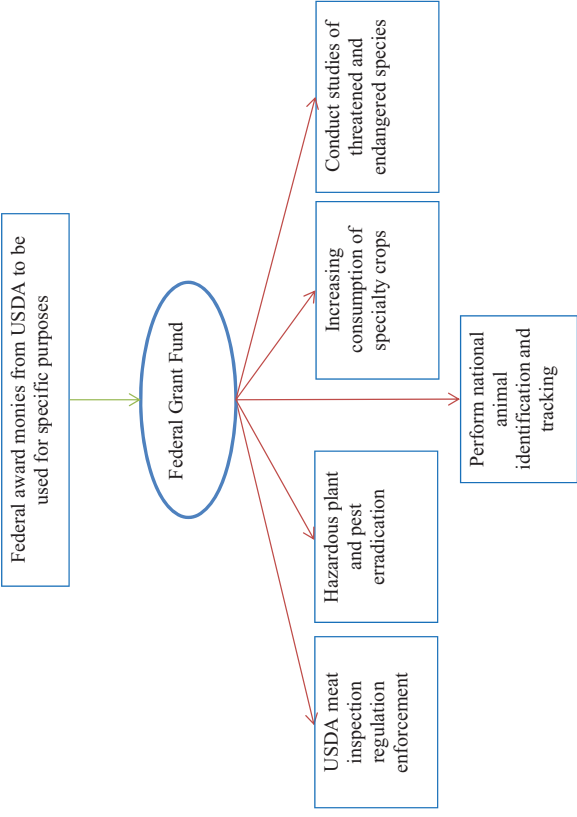 Federal award monies from USDA to be
used for specific purposes
Federal Grant Fund
USDA meat
inspection
regulation
enforcement
Hazardous plant
and pest
erradication
Increasing
consumption of
specialty crops
Conduct studies of
threatened and
endangered species
Perform national
animal
identification and
tracking